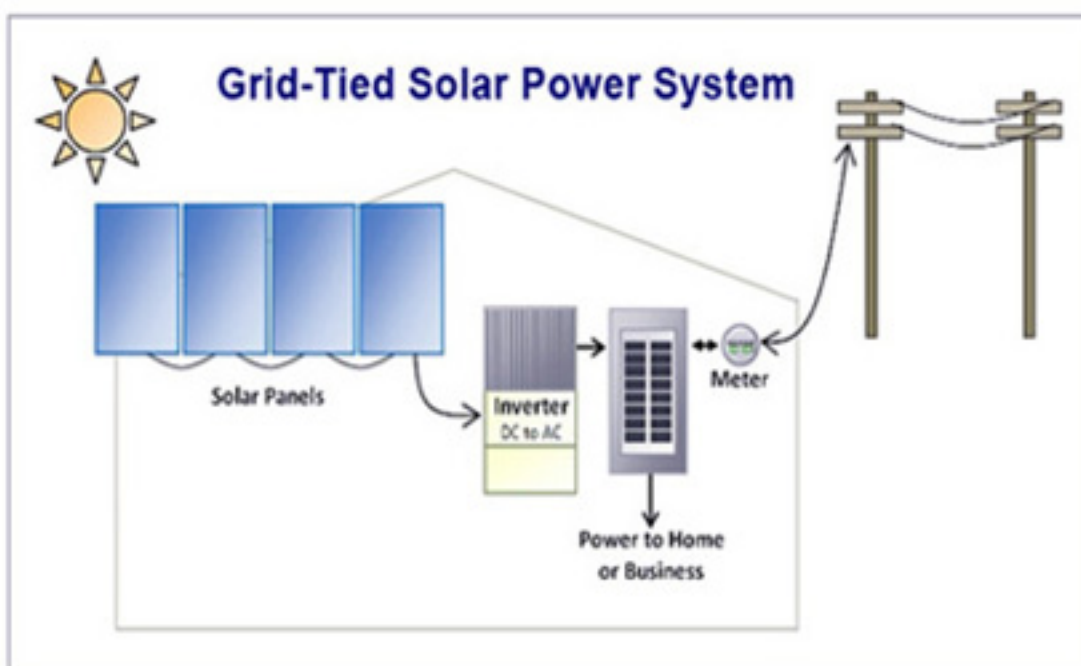 Grid-Tied Solar Power System
Solar Panels
Inverter
DC to AC
Meter
Power to Home
or Business